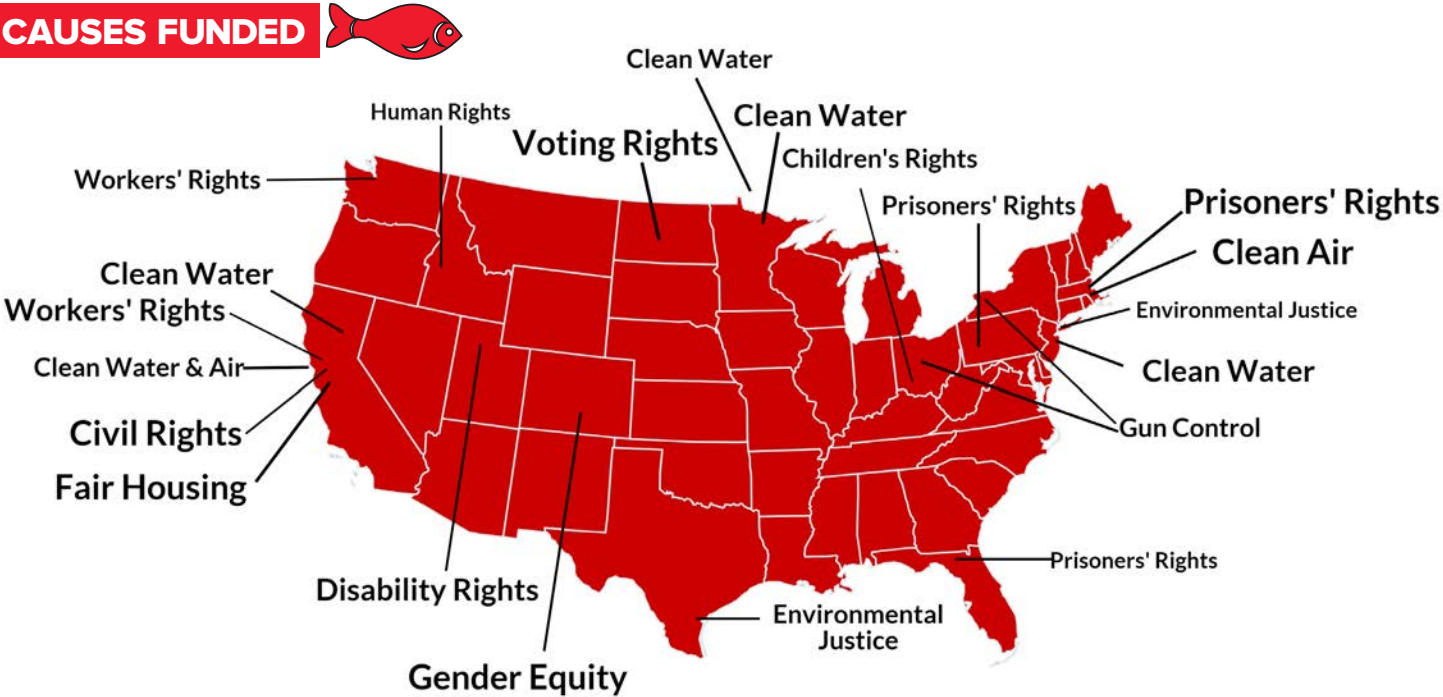 CAUSES FUNDED
Clean Water
Human Rights
Clean Water
Voting Rights
Children's Rights
Workers' Rights
Prisoners' Rights
Prisoners' Rights
Clean Air
Clean Water
Workers' Rights
Environmental Justice
Clean Water & Air
Clean Water
Civil Rights
Gun Control
Fair Housing
Prisoners' Rights
Disability Rights
Environmental
Justice
Gender Equity